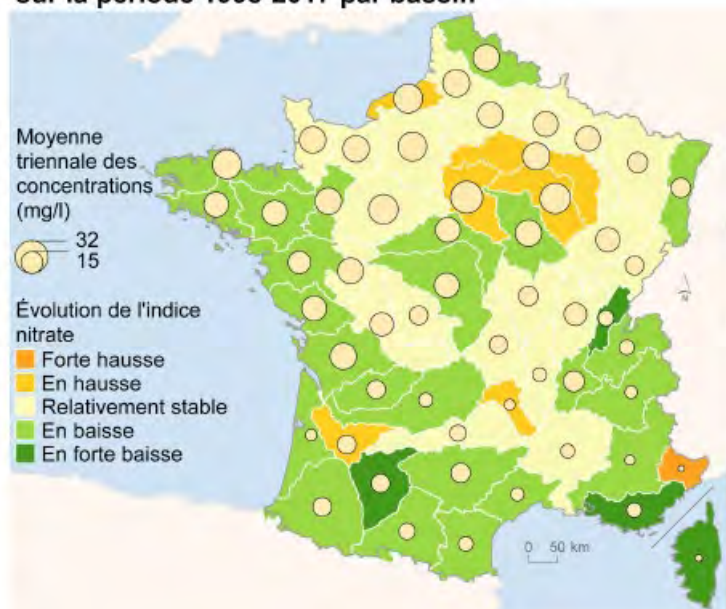 sur la période 1998-2017 par bassin
Moyenne
triennale des
concentrations
(mg/l)
32
15
Évolution de l'indice
nitrate
Forte hausse
En hausse
Relativement stable
En baisse
En forte baisse
N
0 50 km